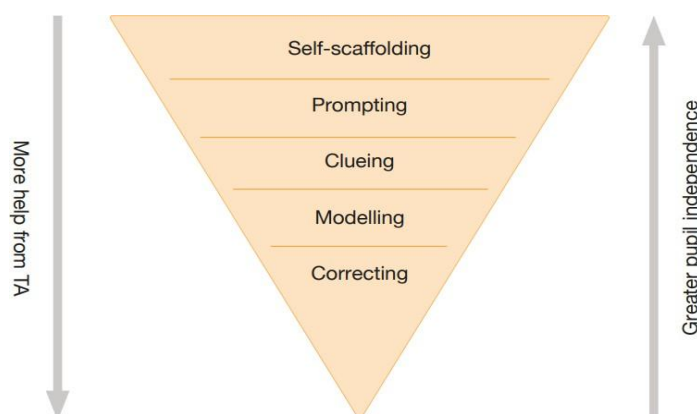 Self-scaffolding
Prompting
Clueing
Modelling
Correcting
More help from TA
Greater pupil independence